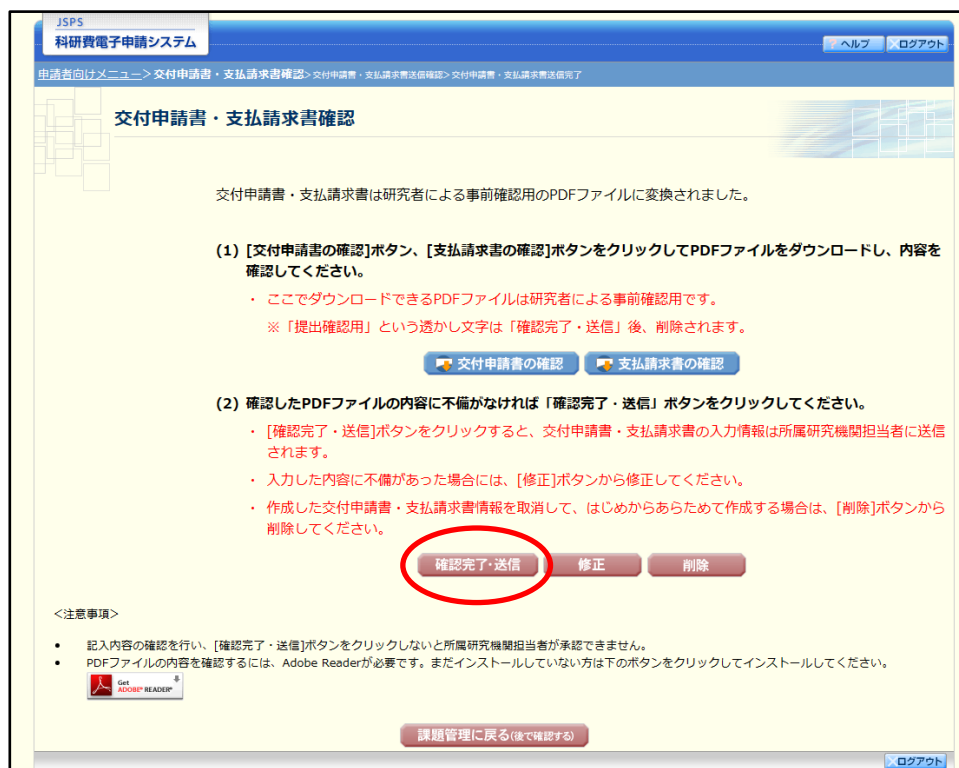 JSPS
科研費電子申請システム
? ヘルプ
ログアウト
申請者向けメニュー＞交付申請書・支払請求書確認＞交付申請書・支払請求書送信確認＞交付申請書・支払請求書送信完了
交付申請書・支払請求書確認
交付申請書・支払請求書は研究者による事前確認用のPDFファイルに変換されました。
(1) [交付申請書の確認]ボタン、[支払請求書の確認]ボタンをクリックしてPDFファイルをダウンロードし、内容を
確認してください。
・ ここでダウンロードできるPDFファイルは研究者による事前確認用です。
※「提出確認用」という透かし文字は「確認完了・送信」後、削除されます。
交付申請書の確認
支払請求書の確認
(2) 確認したPDFファイルの内容に不備がなければ「確認完了・送信」ボタンをクリックしてください。
・ [確認完了・送信]ボタンをクリックすると、交付申請書・支払請求書の入力情報は所属研究機関担当者に送信
されます。
・ 入力した内容に不備があった場合には、[修正]ボタンから修正してください。
・ 作成した交付申請書・支払請求書情報を取消して、はじめからあらためて作成する場合は、[削除]ボタンから
削除してください。
確認完了・送信
修正
削除
＜注意事項＞
• 記入内容の確認を行い、[確認完了・送信]ボタンをクリックしないと所属研究機関担当者が承認できません。
• PDFファイルの内容を確認するには、Adobe Readerが必要です。まだインストールしていない方は下のボタンをクリックしてインストールしてください。
Get
ADOBE® READER®
課題管理に戻る(後で確認する)
ログアウト